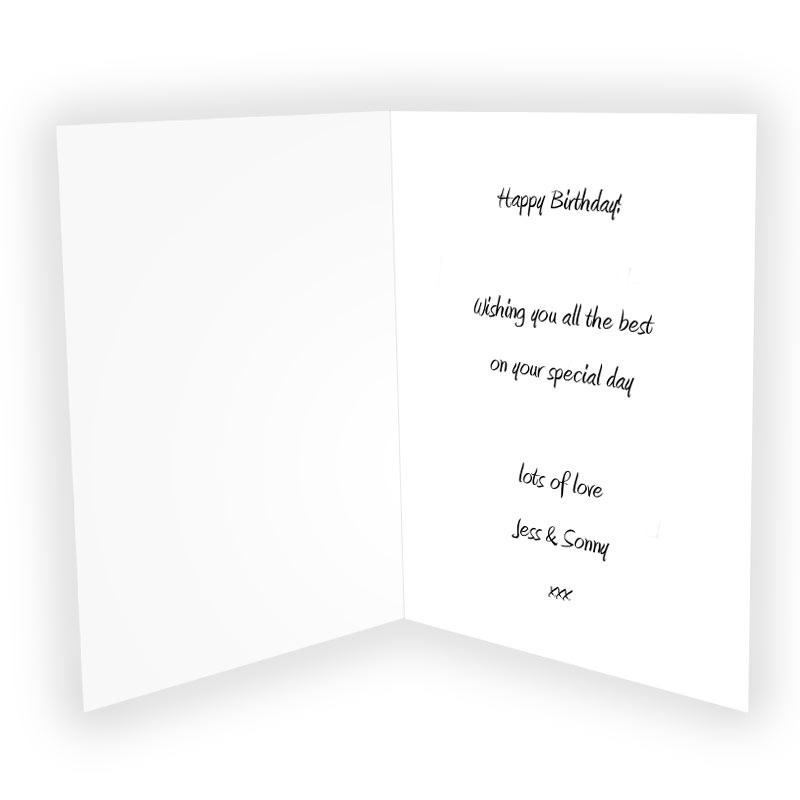 Happy Birthday!
Wishing you all the best
on your special day
lots of love
Jess & Sonny
xxx